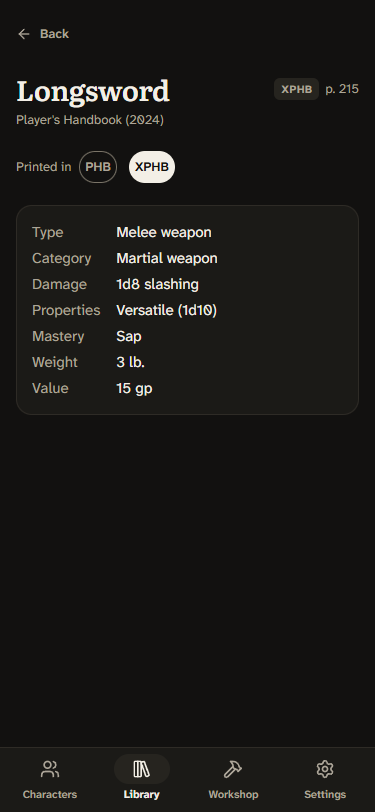 Back
Longsword
XPHB p. 215
Player's Handbook (2024)
Printed in PHB XPHB
Type Melee weapon
Category Martial weapon
Damage 1d8 slashing
Properties Versatile (1d10)
Mastery Sap
Weight 3 lb.
Value 15 gp
Characters Library Workshop Settings